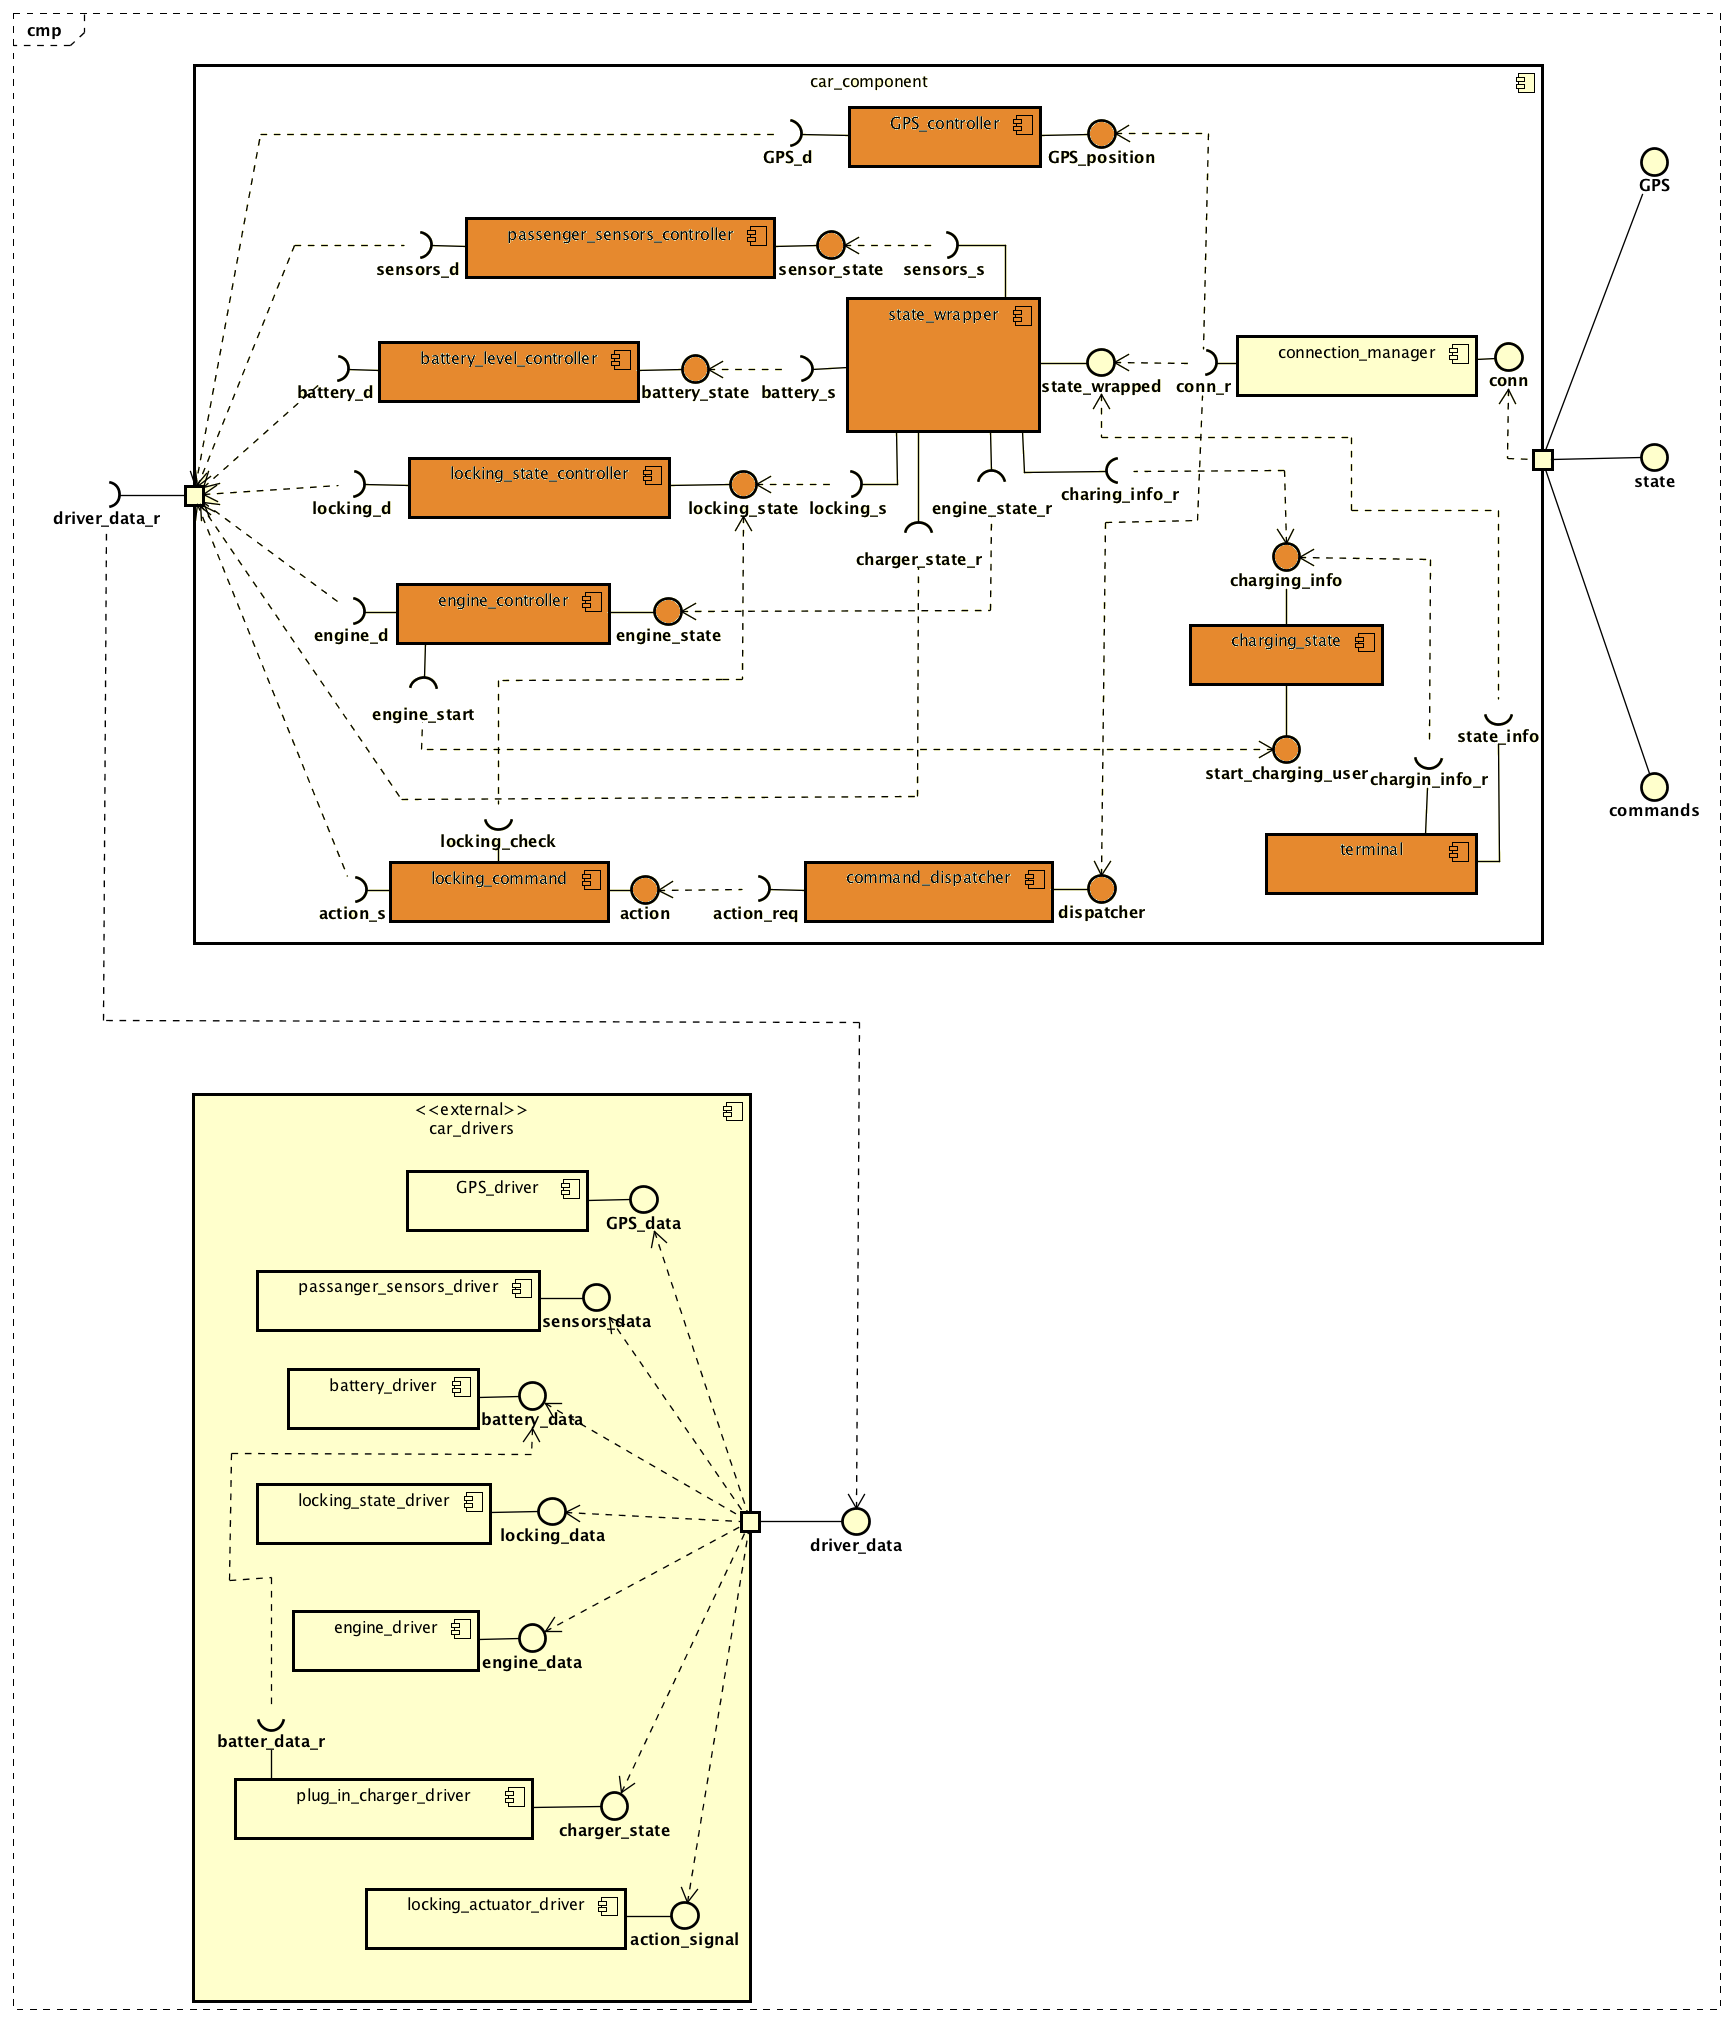 cmp
car_component
GPS_controller
GPS_d
GPS_position
GPS
passenger_sensors_controller
sensors_d
sensor_state
sensors_s
state_wrapper
battery_level_controller
connection_manager
battery_d
battery_state
battery_s
state_wrapped
conn_r
conn
locking_state_controller
state
locking_d
locking_state
locking_s
engine_state_r
charing_info_r
driver_data_r
charger_state_r
charging_info
engine_controller
engine_d
engine_state
charging_state
engine_start
state_info
start_charging_user
chargin_info_r
commands
locking_check
terminal
locking_command
command_dispatcher
action_s
action
action_req
dispatcher
<<external>>
car_drivers
GPS_driver
GPS_data
passanger_sensors_driver
sensors_data
battery_driver
battery_data
locking_state_driver
locking_data
driver_data
engine_driver
engine_data
batter_data_r
plug_in_charger_driver
charger_state
locking_actuator_driver
action_signal